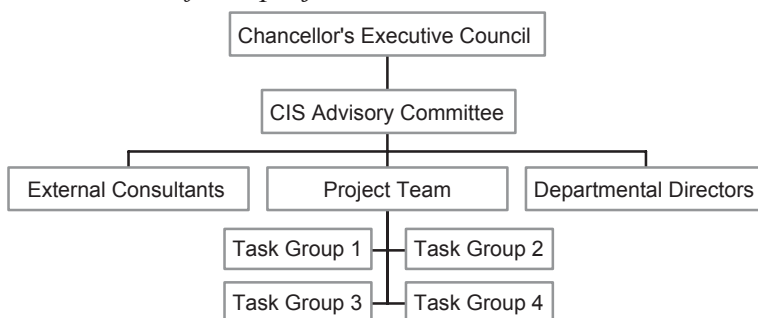 Chancellor's Executive Council
CIS Advisory Committee
External Consultants
Project Team
Departmental Directors
Task Group 1
Task Group 2
Task Group 3
Task Group 4